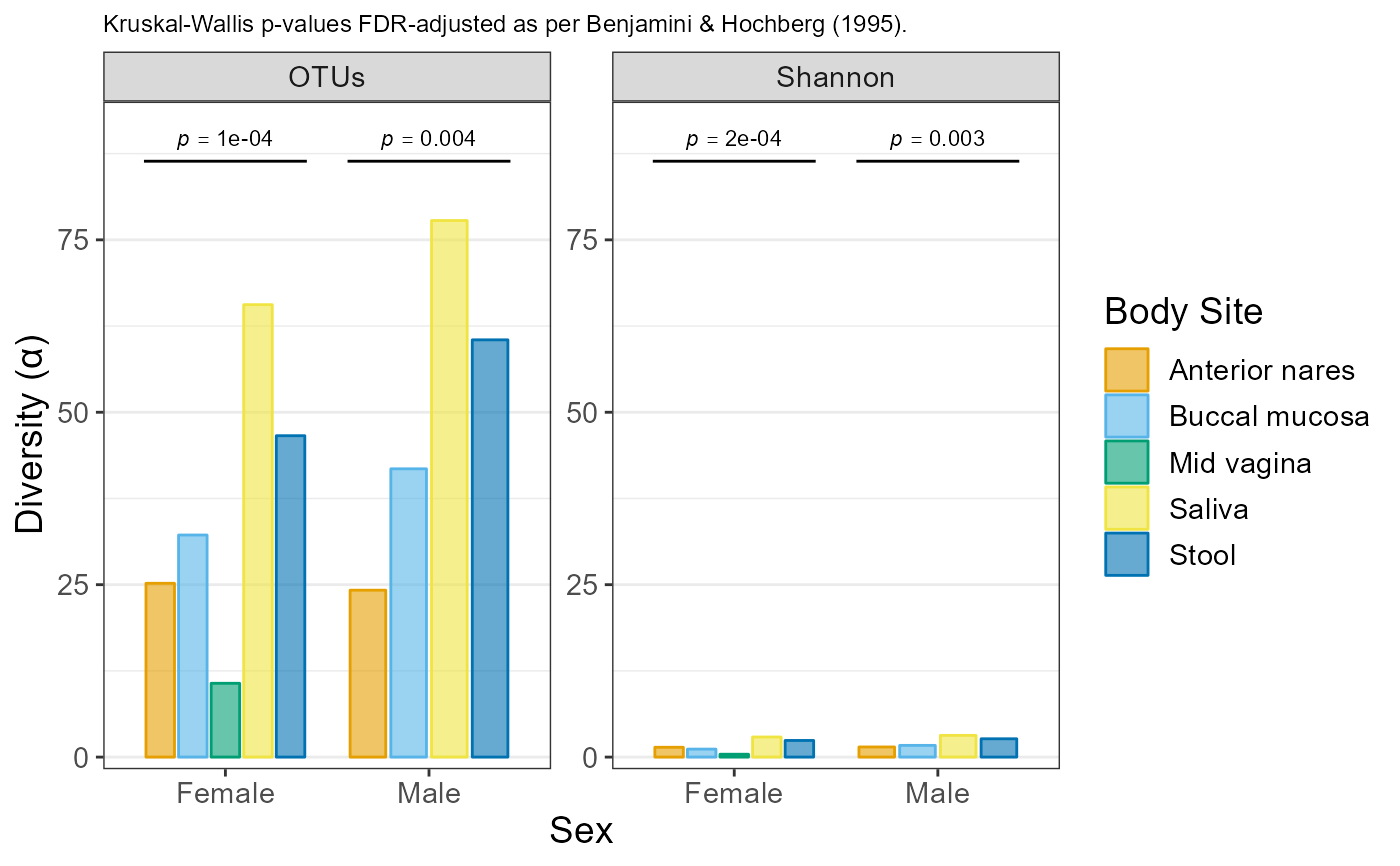 Kruskal-Wallis p-values FDR-adjusted as per Benjamini & Hochberg (1995).
OTUs
Shannon
p = 1e-04
p = 0.004
p = 2e-04
p = 0.003
Diversity (α)
75
50
25
0
75
50
25
0
Female
Male
Female
Male
Sex
Body Site
Anterior nares
Buccal mucosa
Mid vagina
Saliva
Stool